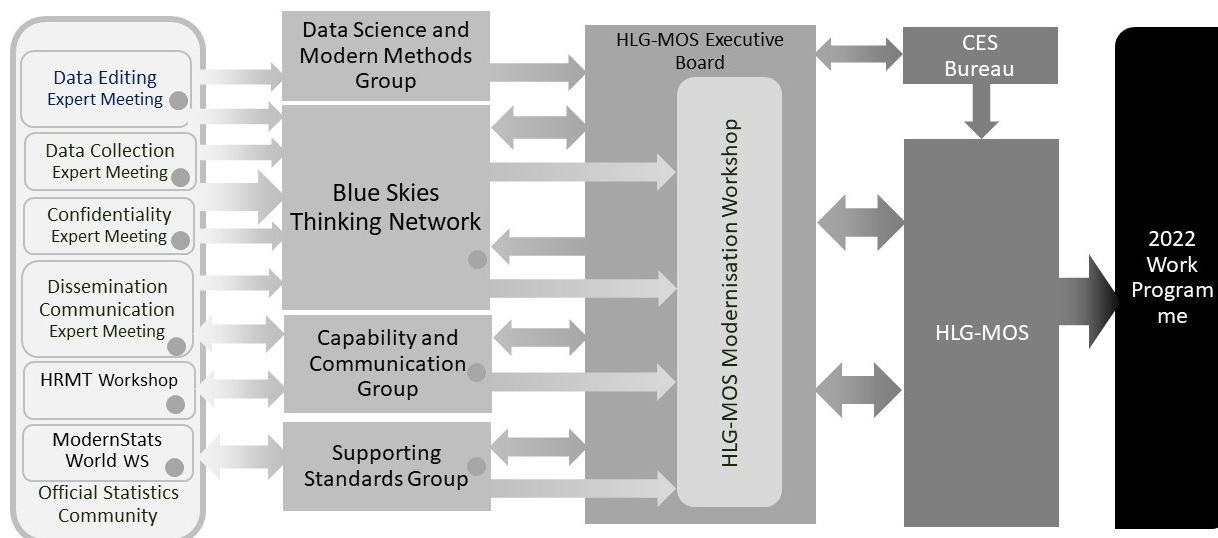 Data Editing
Expert Meeting
Data Collection
Expert Meeting
Confidentiality
Expert Meeting
Dissemination
Communication
Expert Meeting
HRMT Workshop
ModernStats
World WS
Official Statistics
Community
Data Science and
Modern Methods
Group
Blue Skies
Thinking Network
Capability and
Communication
Group
Supporting
Standards Group
HLG-MOS Executive
Board
HLG-MOS Modernisation Workshop
CES
Bureau
HLG-MOS
2022
Work
Program
me